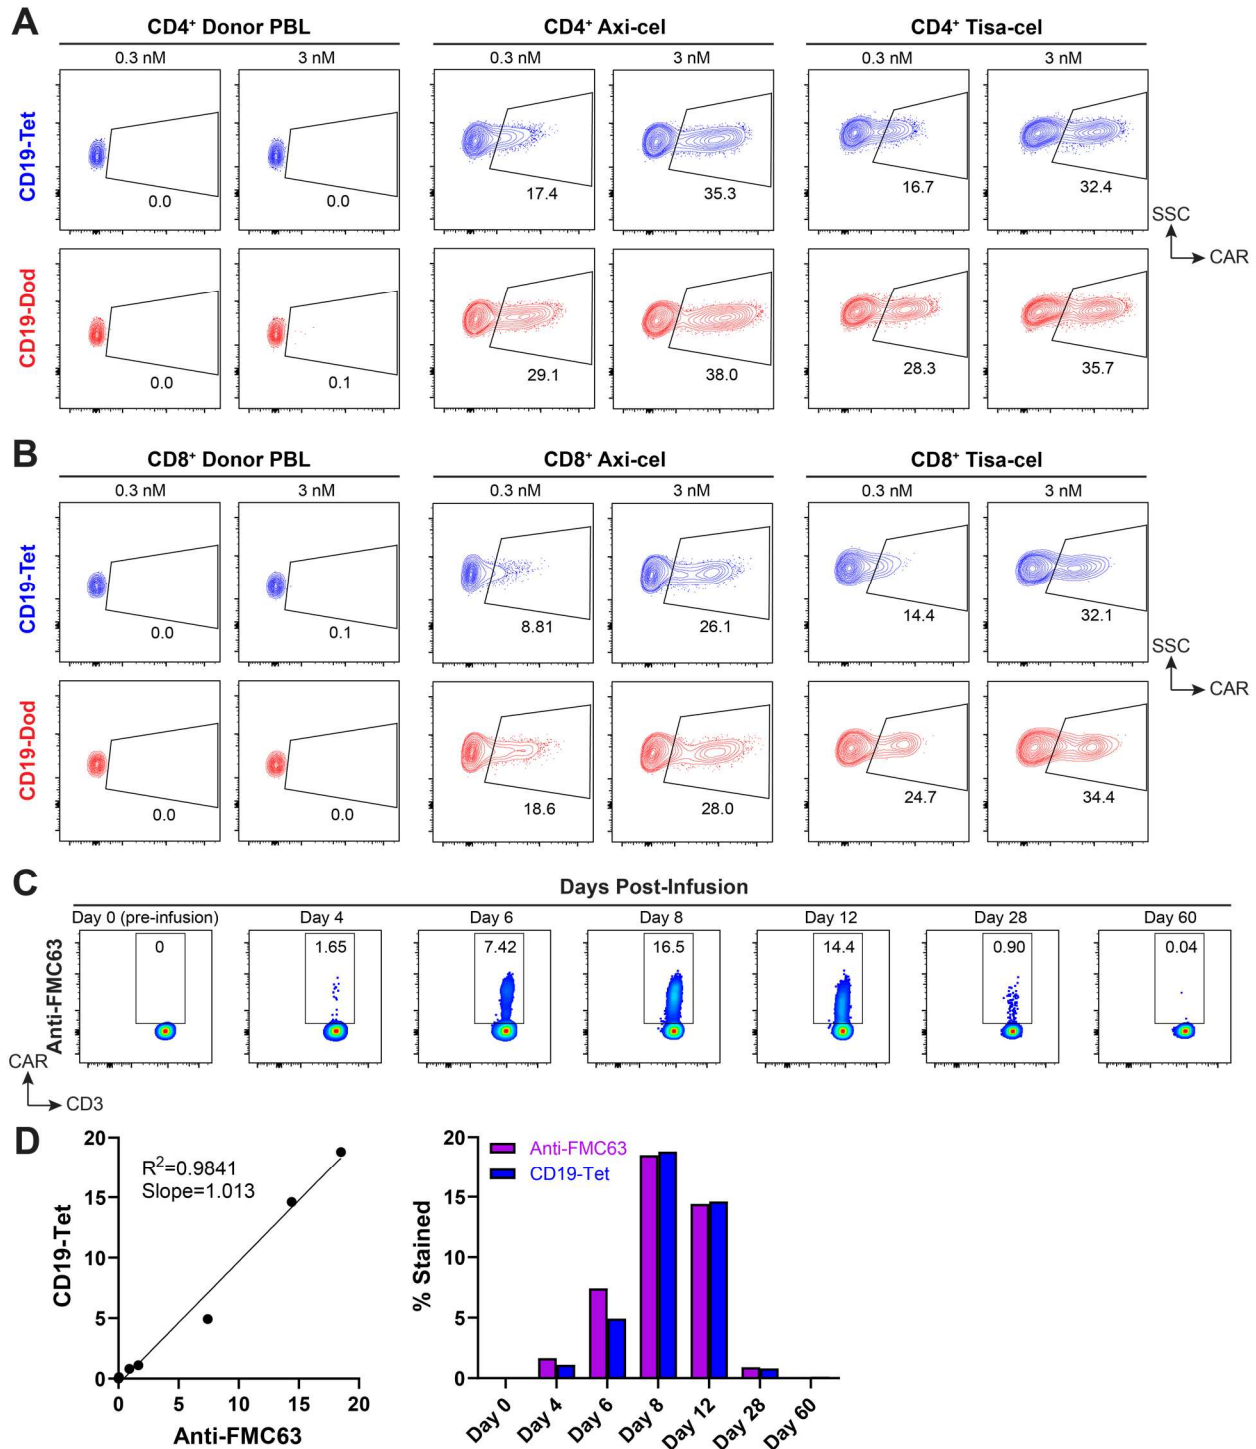 A
CD4⁺ Donor PBL CD4⁺ Axi-cel CD4⁺ Tisa-cel
0.3 nM 3 nM 0.3 nM 3 nM 0.3 nM 3 nM
CD19-Tet
0.0 0.0 17.4 35.3 16.7 32.4
SSC
CAR
CD19-Dod
0.0 0.1 29.1 38.0 28.3 35.7
B
CD8⁺ Donor PBL CD8⁺ Axi-cel CD8⁺ Tisa-cel
0.3 nM 3 nM 0.3 nM 3 nM 0.3 nM 3 nM
CD19-Tet
0.0 0.1 8.81 26.1 14.4 32.1
SSC
CAR
CD19-Dod
0.0 0.0 18.6 28.0 24.7 34.4
C
Days Post-Infusion
Day 0 (pre-infusion) Day 4 Day 6 Day 8 Day 12 Day 28 Day 60
Anti-FMC63
0 1.65 7.42 16.5 14.4 0.90 0.04
CAR
CD3
D
CD19-Tet
20
15
10
5
0
R²=0.9841
Slope=1.013
0 5 10 15 20
Anti-FMC63
% Stained
20
15
10
5
0
Anti-FMC63
CD19-Tet
Day 0 Day 4 Day 6 Day 8 Day 12 Day 28 Day 60